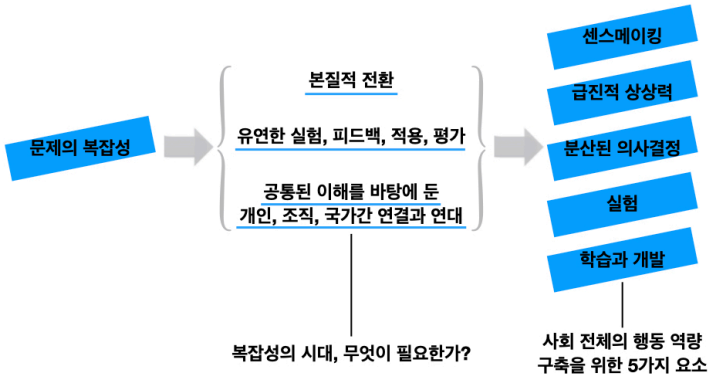 문제의 복잡성
본질적 전환
유연한 실험, 피드백, 적용, 평가
공통된 이해를 바탕에 둔
개인, 조직, 국가간 연결과 연대
복잡성의 시대, 무엇이 필요한가?
센스메이킹
급진적 상상력
분산된 의사결정
실험
학습과 개발
사회 전체의 행동 역량
구축을 위한 5가지 요소